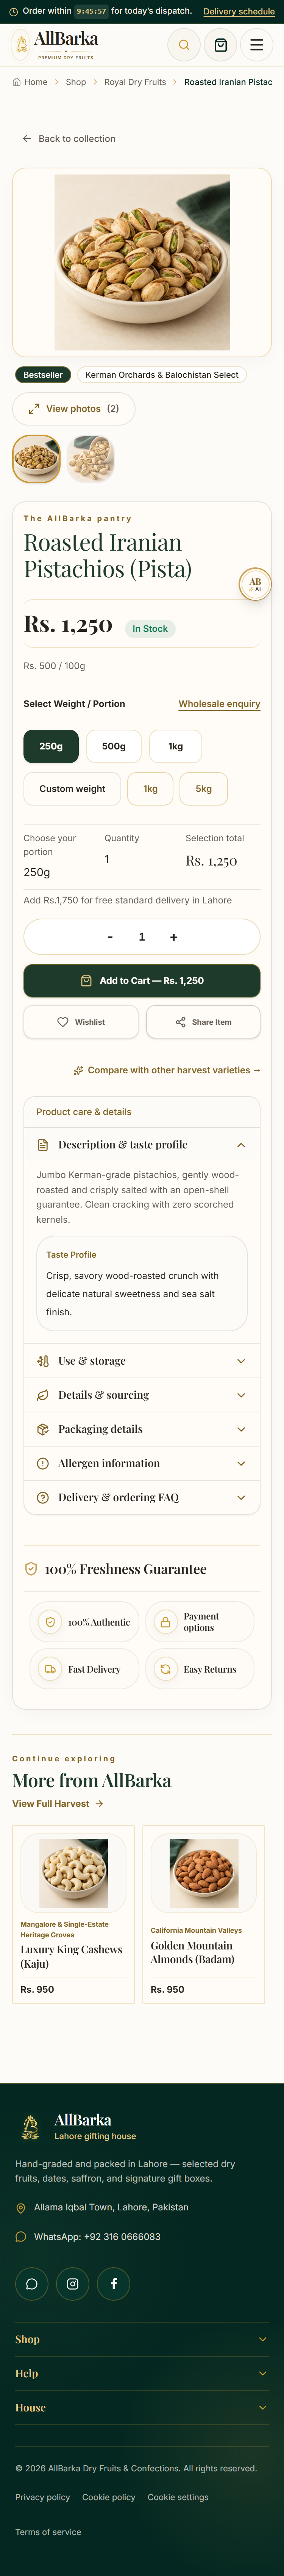 Order within 9:45:57 for today's dispatch. Delivery schedule
AllBarka
PREMIUM DRY FRUITS
Home > Shop > Royal Dry Fruits > Roasted Iranian Pistac
Back to collection
Bestseller
Kerman Orchards & Balochistan Select
View photos (2)
The AllBarka pantry
Roasted Iranian
Pistachios (Pista)
AB
AI
Rs. 1,250 In Stock
Rs. 500 / 100g
Select Weight / Portion Wholesale enquiry
250g 500g 1kg
Custom weight 1kg 5kg
Choose your portion
250g
Quantity
1
Selection total
Rs. 1,250
Add Rs.1,750 for free standard delivery in Lahore
- 1 +
Add to Cart — Rs. 1,250
Wishlist Share Item
Compare with other harvest varieties →
Product care & details
Description & taste profile
Jumbo Kerman-grade pistachios, gently wood-
roasted and crisply salted with an open-shell
guarantee. Clean cracking with zero scorched
kernels.
Taste Profile
Crisp, savory wood-roasted crunch with
delicate natural sweetness and sea salt
finish.
Use & storage
Details & sourcing
Packaging details
Allergen information
Delivery & ordering FAQ
100% Freshness Guarantee
100% Authentic
Payment
options
Fast Delivery
Easy Returns
Continue exploring
More from AllBarka
View Full Harvest →
Mangalore & Single-Estate
Heritage Groves
Luxury King Cashews
(Kaju)
Rs. 950
California Mountain Valleys
Golden Mountain
Almonds (Badam)
Rs. 950
AllBarka
Lahore gifting house
Hand-graded and packed in Lahore — selected dry
fruits, dates, saffron, and signature gift boxes.
Allama Iqbal Town, Lahore, Pakistan
WhatsApp: +92 316 0666083
Shop
Help
House
© 2026 AllBarka Dry Fruits & Confections. All rights reserved.
Privacy policy Cookie policy Cookie settings
Terms of service